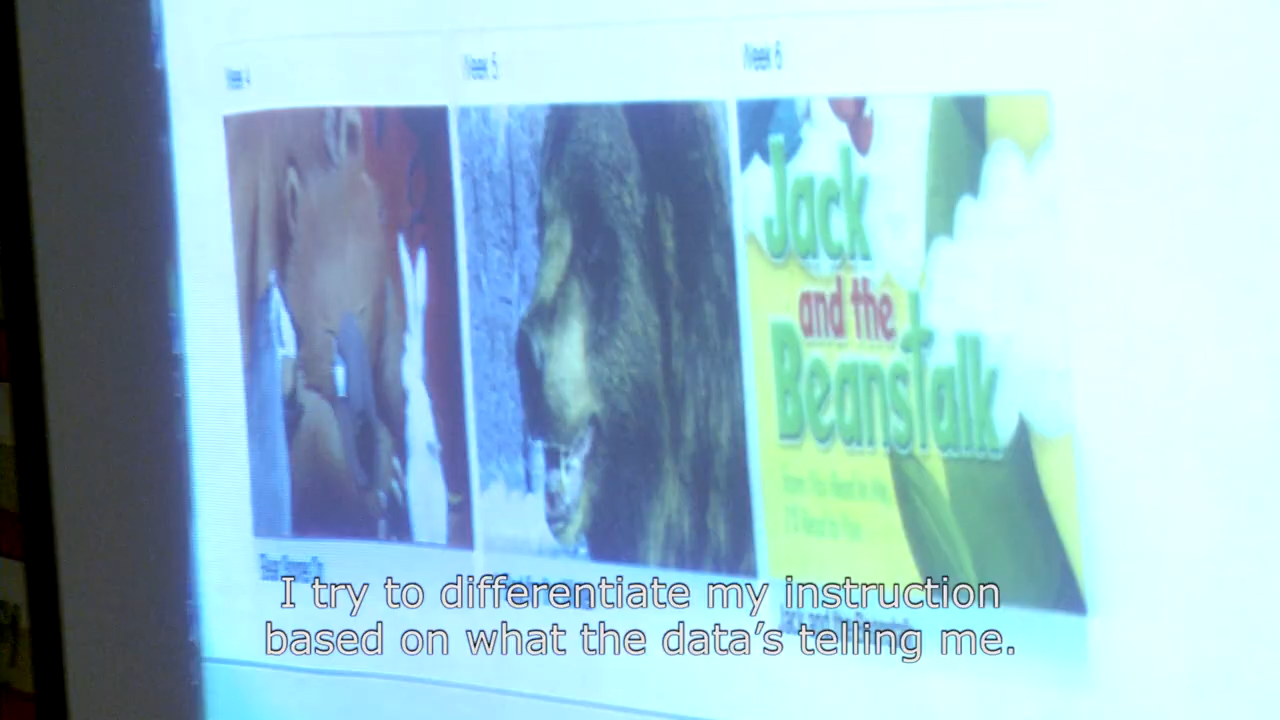 Week 4
Week 5
Week 6
Jack
and the
Beanstalk
I try to differentiate my instruction
based on what the data's telling me.